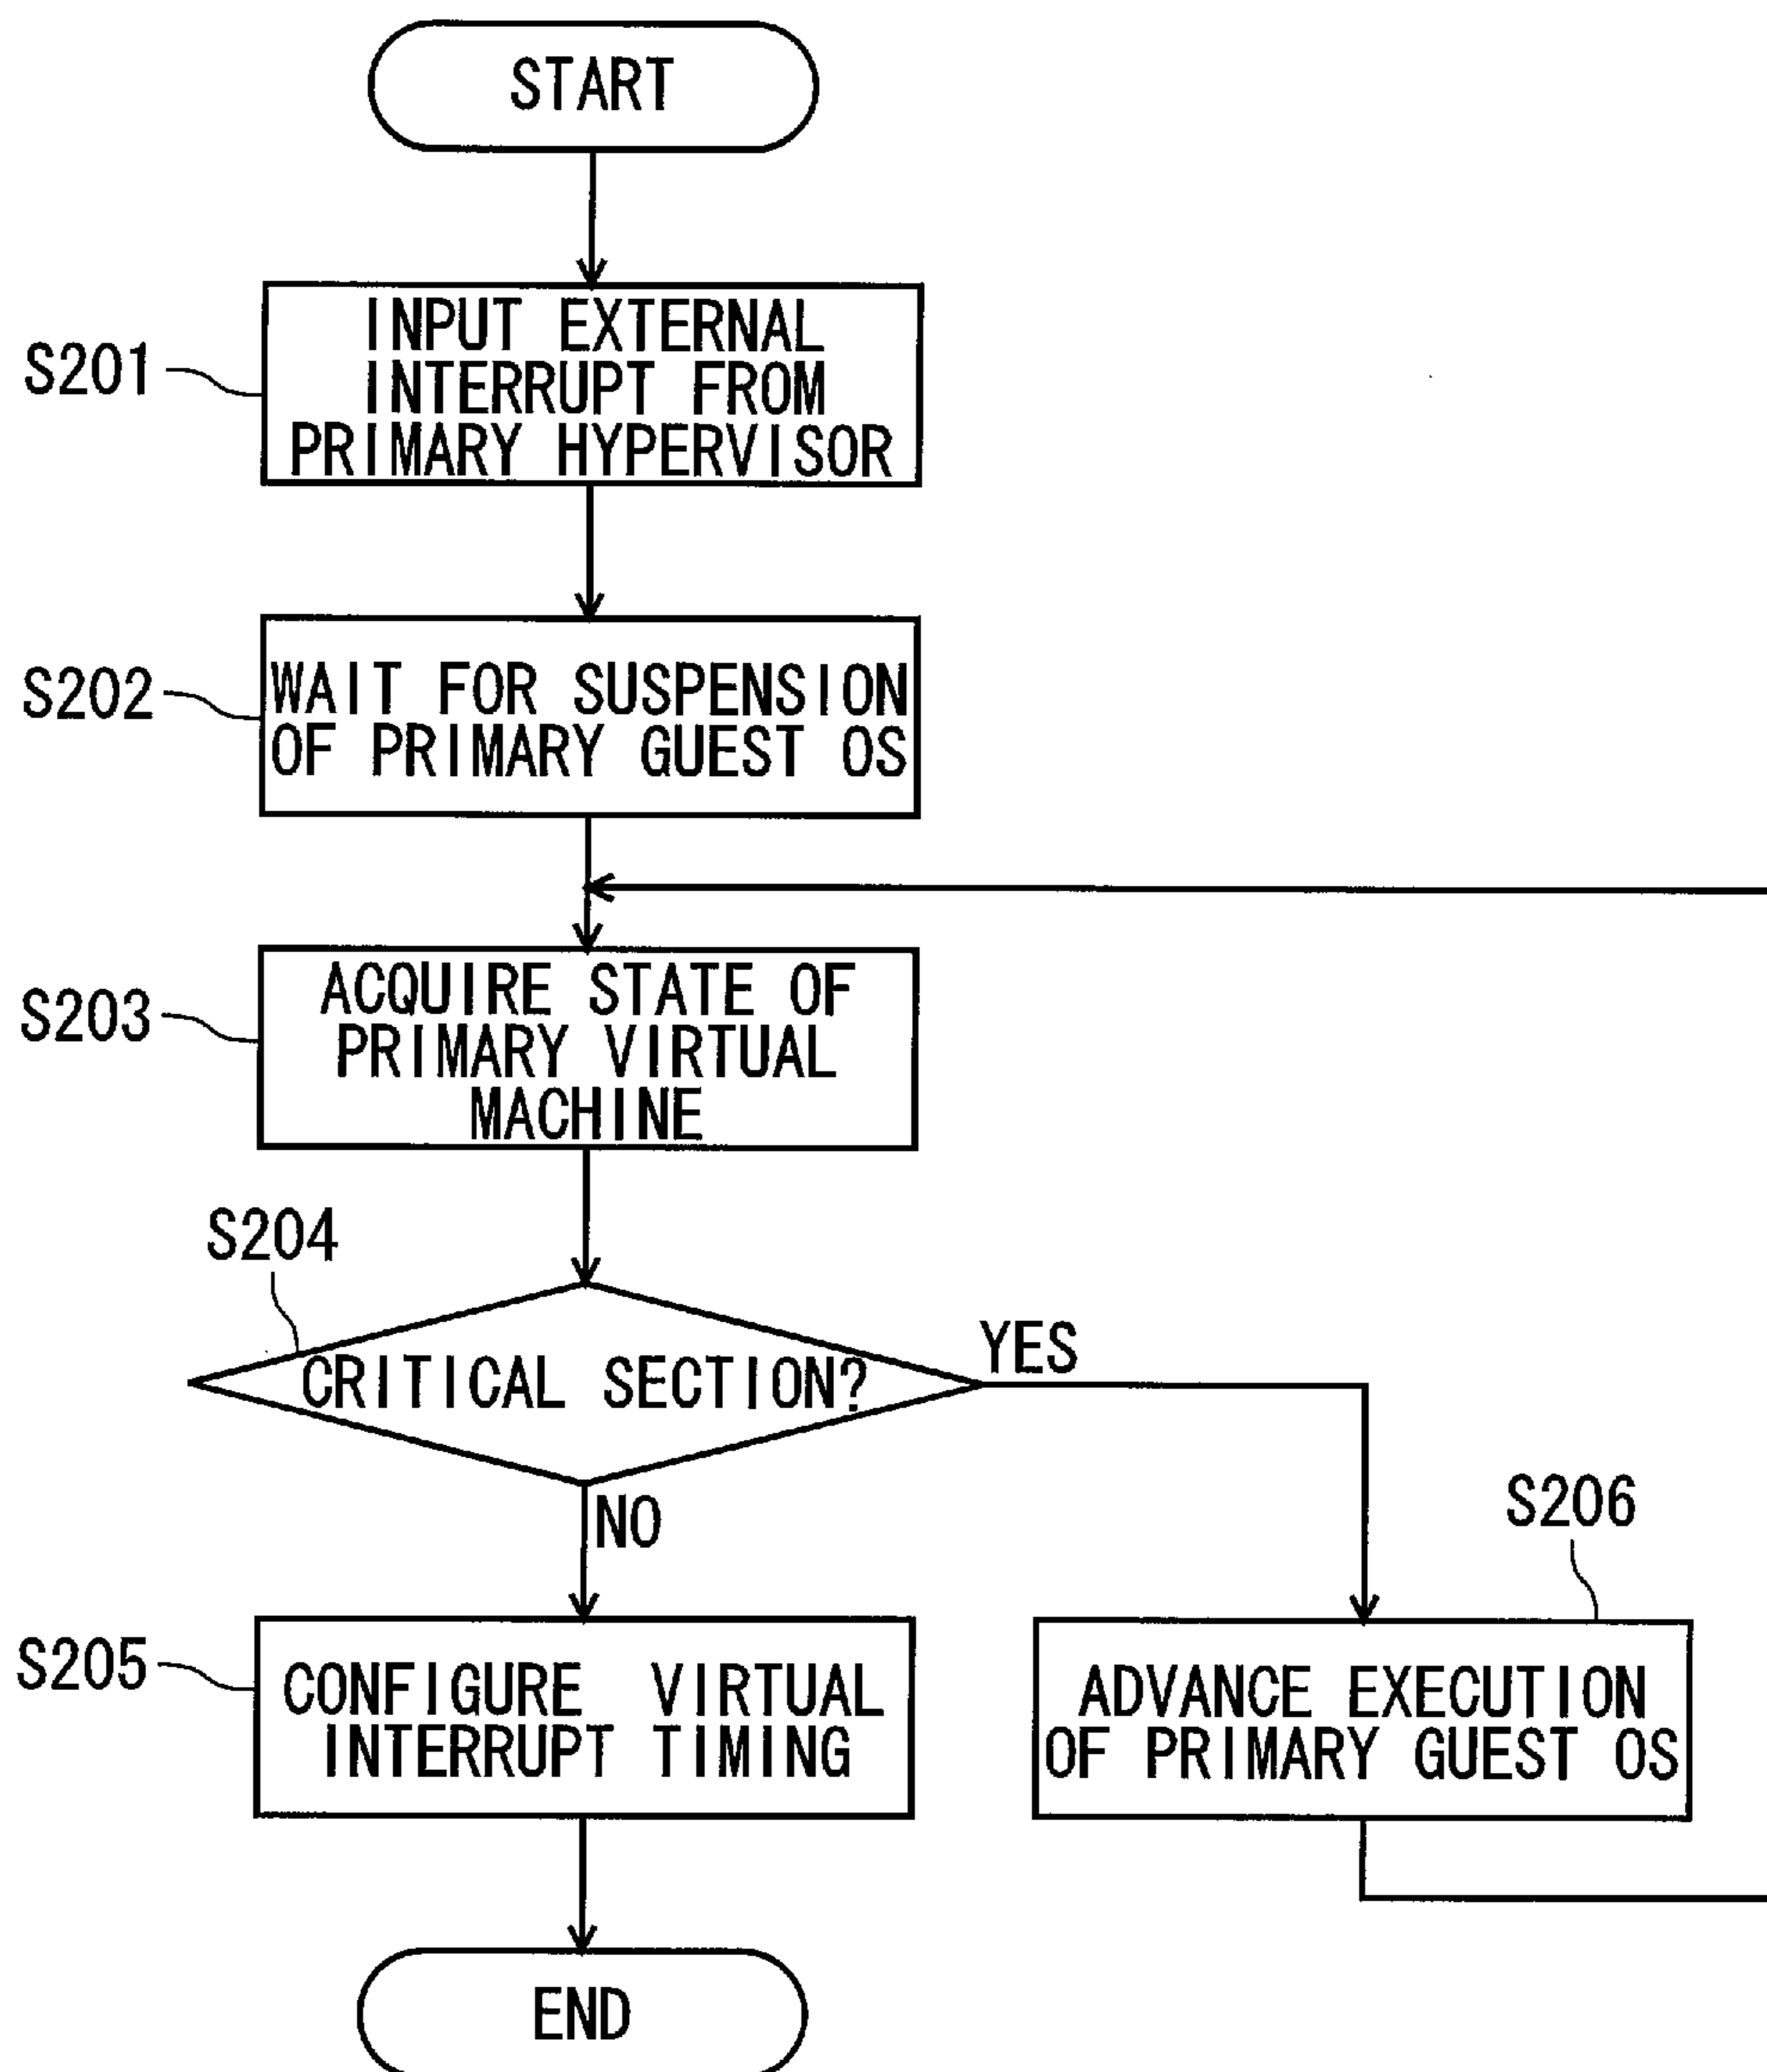 START
S201
INPUT EXTERNAL
INTERRUPT FROM
PRIMARY HYPERVISOR
S202
WAIT FOR SUSPENSION
OF PRIMARY GUEST OS
S203
ACQUIRE STATE OF
PRIMARY VIRTUAL
MACHINE
S204
CRITICAL SECTION?
YES
NO
S205
CONFIGURE VIRTUAL
INTERRUPT TIMING
S206
ADVANCE EXECUTION
OF PRIMARY GUEST OS
END